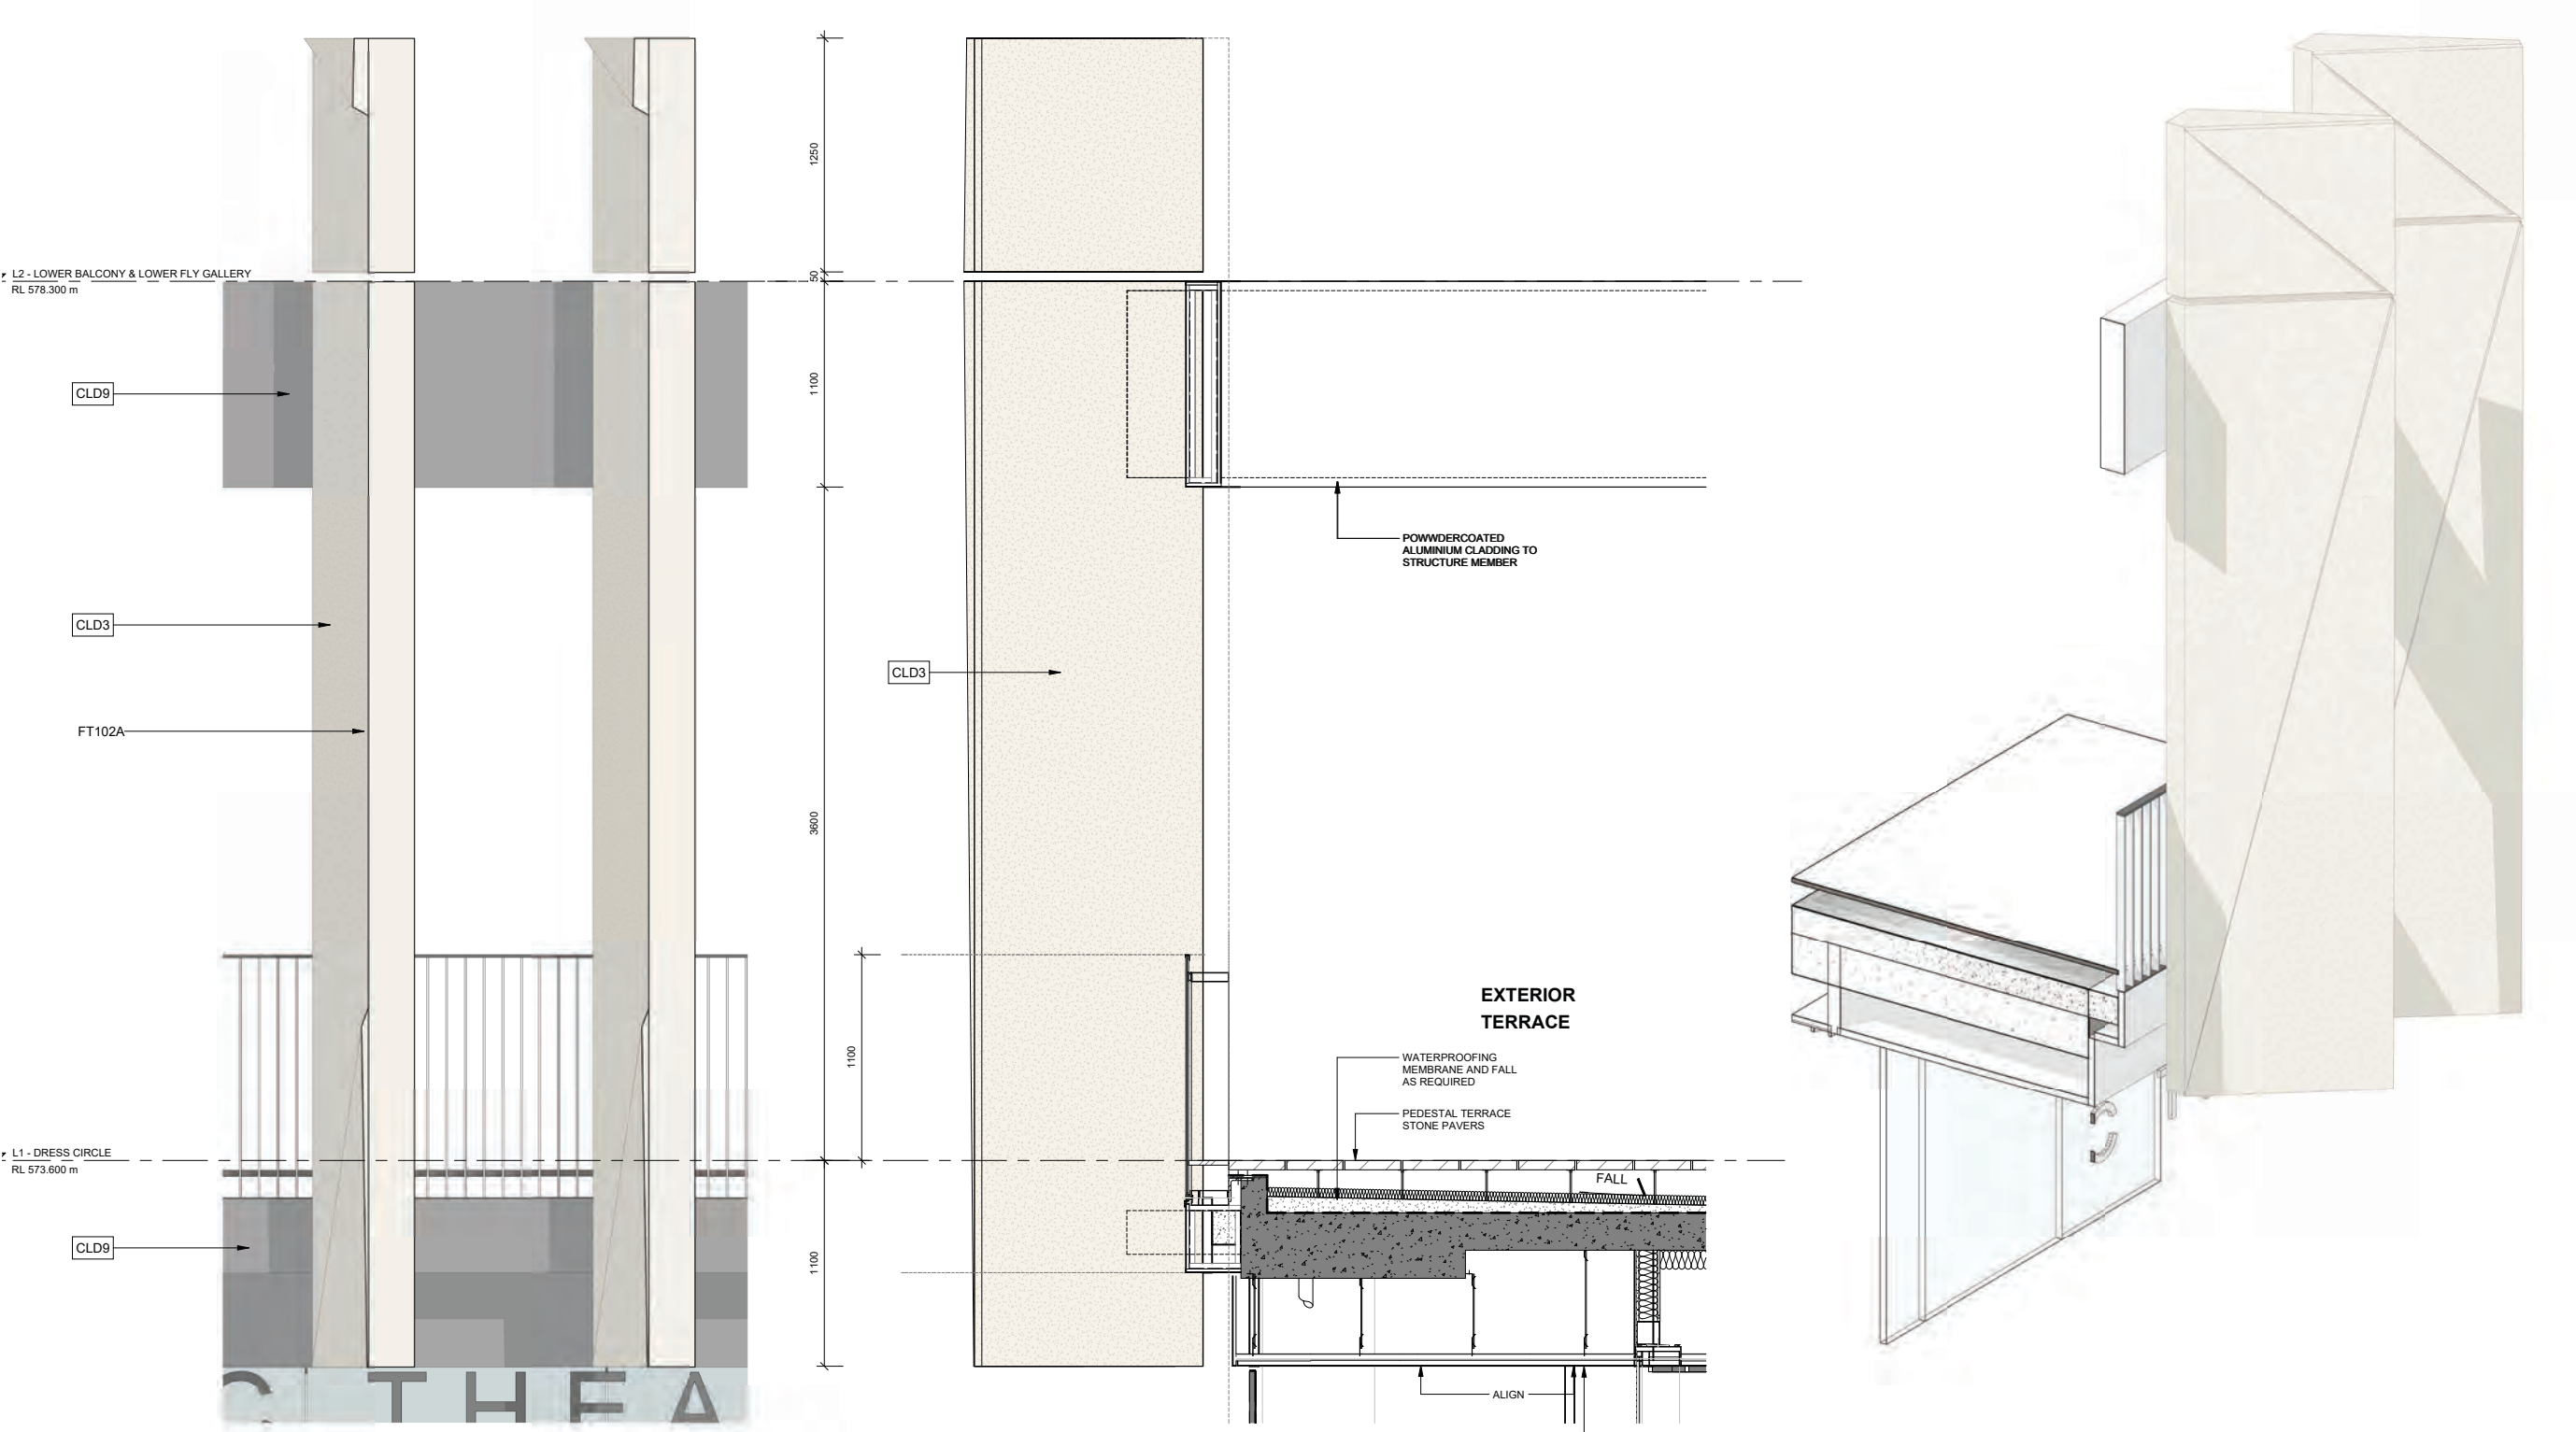 1250
L2 - LOWER BALCONY & LOWER FLY GALLERY
RL 578.300 m
50
CLD9
1100
POWWDERCOATED
ALUMINIUM CLADDING TO
STRUCTURE MEMBER
CLD3
CLD3
FT102A
3600
EXTERIOR
TERRACE
1100
WATERPROOFING
MEMBRANE AND FALL
AS REQUIRED
PEDESTAL TERRACE
STONE PAVERS
L1 - DRESS CIRCLE
RL 573.600 m
FALL
CLD9
1100
ALIGN
C THEA